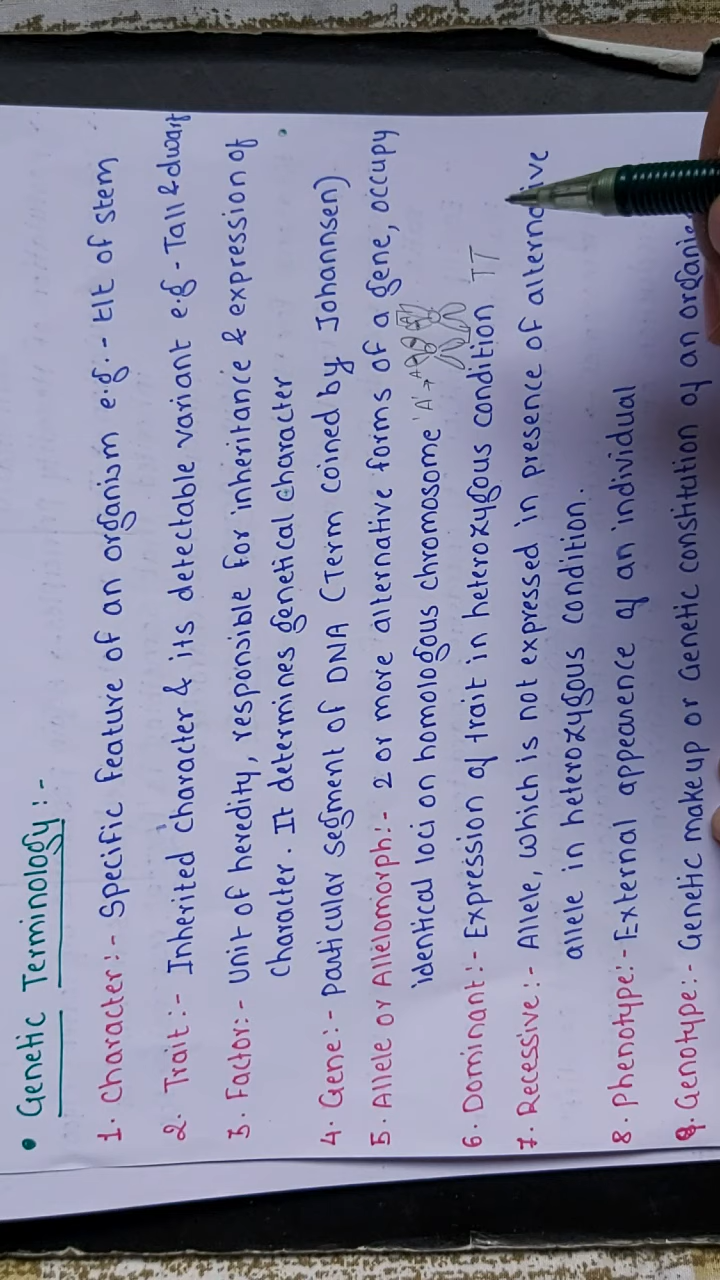 • Genetic Terminology :-
1. Character :- Specific feature of an organism e.g. :- Ht of stem
2. Trait :- Inherited character & its detectable variant e.g - Tall & dwarf
3. Factor :- Unit of heredity, responsible for inheritance & expression of
character. It determines genetical character
4. Gene :- Particular segment of DNA (Term coined by Johannsen)
5. Allele or Allelomorph :- 2 or more alternative forms of a gene, occupy
identical loci on homologous chromosome 'A' → A
6. Dominant :- Expression of trait in heterozygous condition. TT
7. Recessive :- Allele, which is not expressed in presence of alternative
allele in heterozygous condition.
8. Phenotype :- External appearence of an individual
9. Genotype :- Genetic makeup or Genetic constitution of an